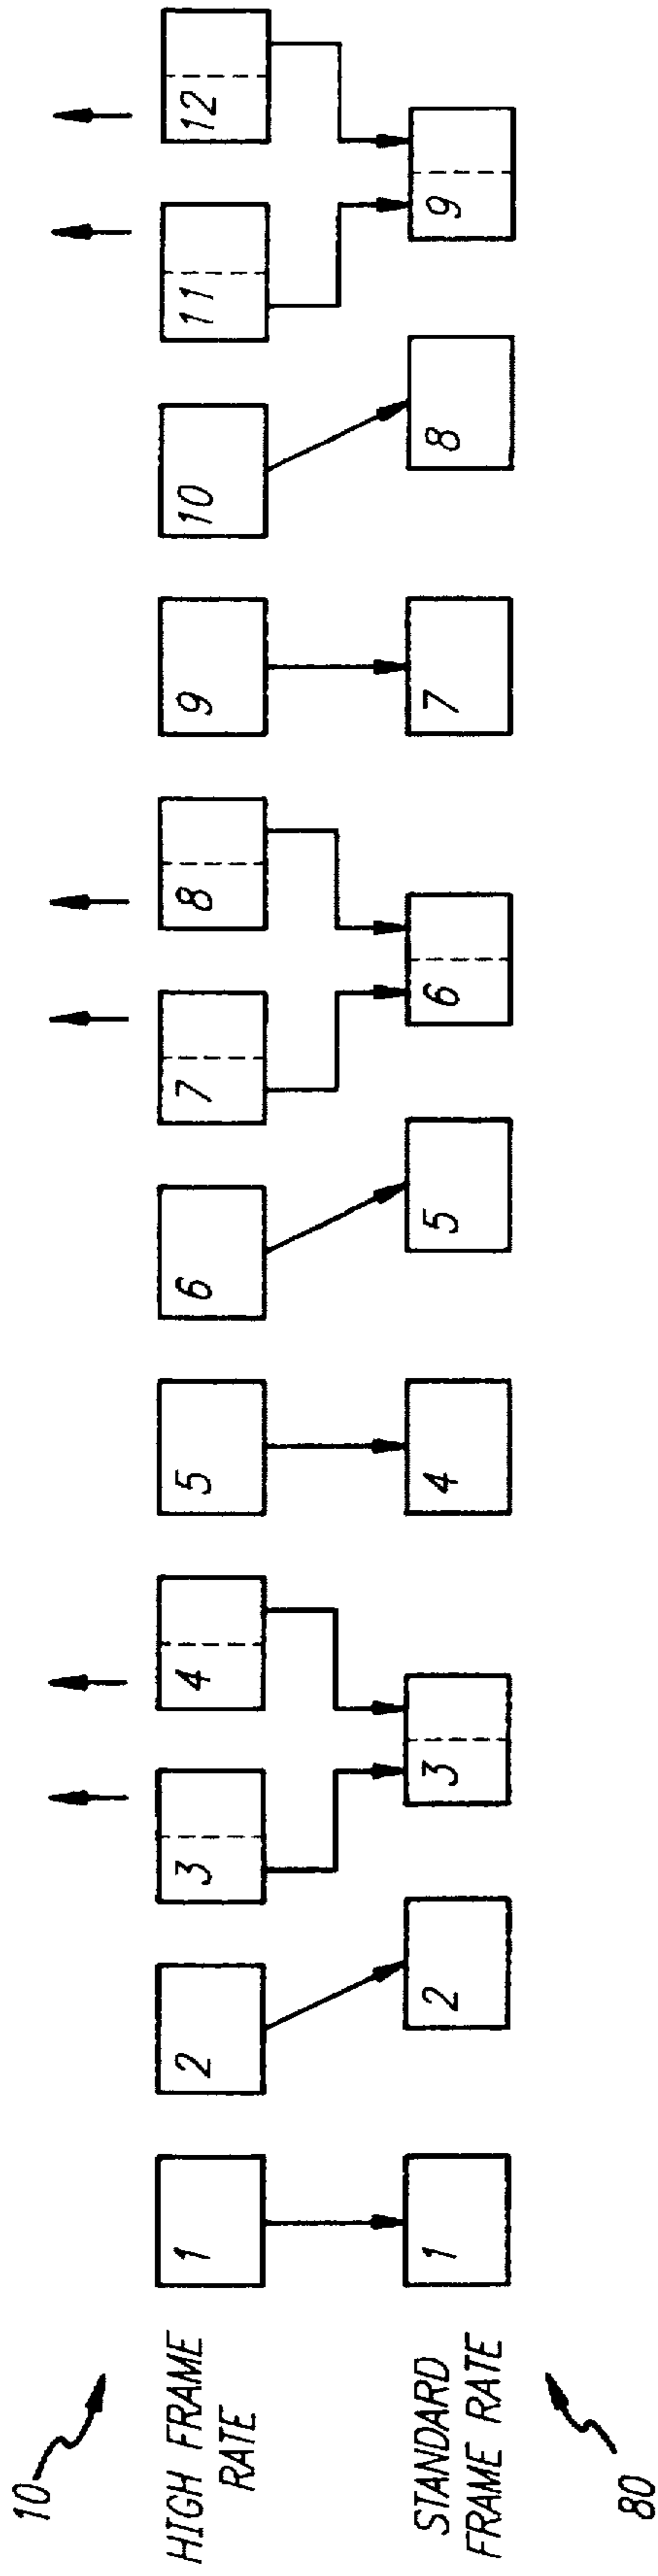 10
HIGH FRAME
RATE
1 2 3 4 5 6 7 8 9 10 11 12
STANDARD
FRAME RATE
1 2 3 4 5 6 7 8 9
80